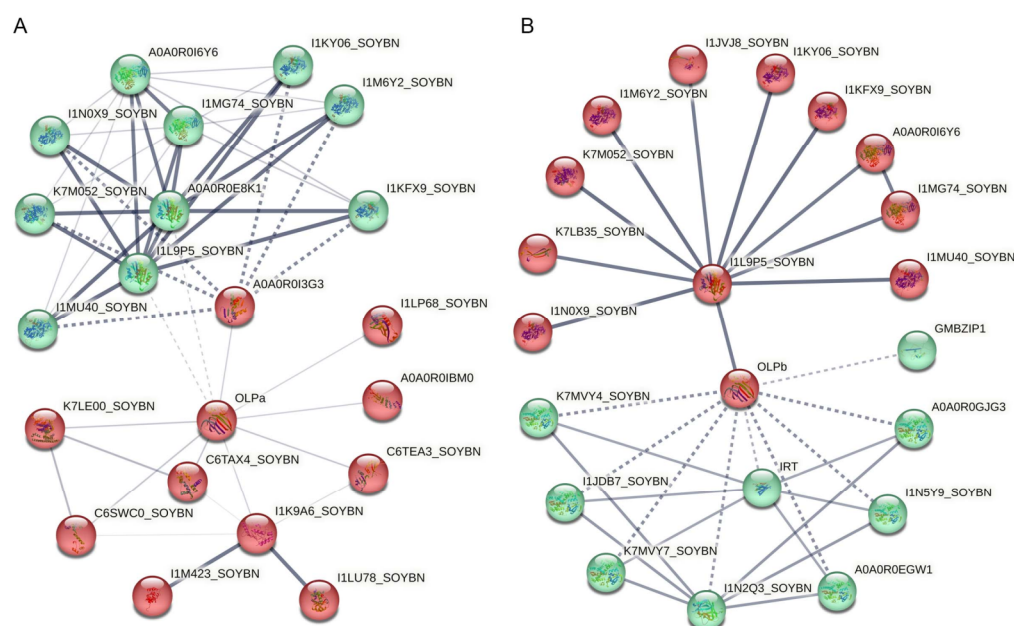 A
A0A0R0I6Y6
I1KY06_SOYBN
I1M6Y2_SOYBN
I1N0X9_SOYBN
I1MG74_SOYBN
K7M052_SOYBN
A0A0R0E8K1
I1KFX9_SOYBN
I1L9P5_SOYBN
I1MU40_SOYBN
A0A0R0I3G3
I1LP68_SOYBN
A0A0R0IBM0
OLPa
K7LE00_SOYBN
C6TAX4_SOYBN
C6TEA3_SOYBN
C6SWC0_SOYBN
I1K9A6_SOYBN
I1M423_SOYBN
I1LU78_SOYBN
B
I1JVJ8_SOYBN
I1KY06_SOYBN
I1M6Y2_SOYBN
I1KFX9_SOYBN
A0A0R0I6Y6
K7M052_SOYBN
I1MG74_SOYBN
K7LB35_SOYBN
I1L9P5_SOYBN
I1MU40_SOYBN
I1N0X9_SOYBN
GMBZIP1
OLPb
K7MVY4_SOYBN
A0A0R0GJG3
IRT
I1JDB7_SOYBN
I1N5Y9_SOYBN
K7MVY7_SOYBN
I1N2Q3_SOYBN
A0A0R0EGW1